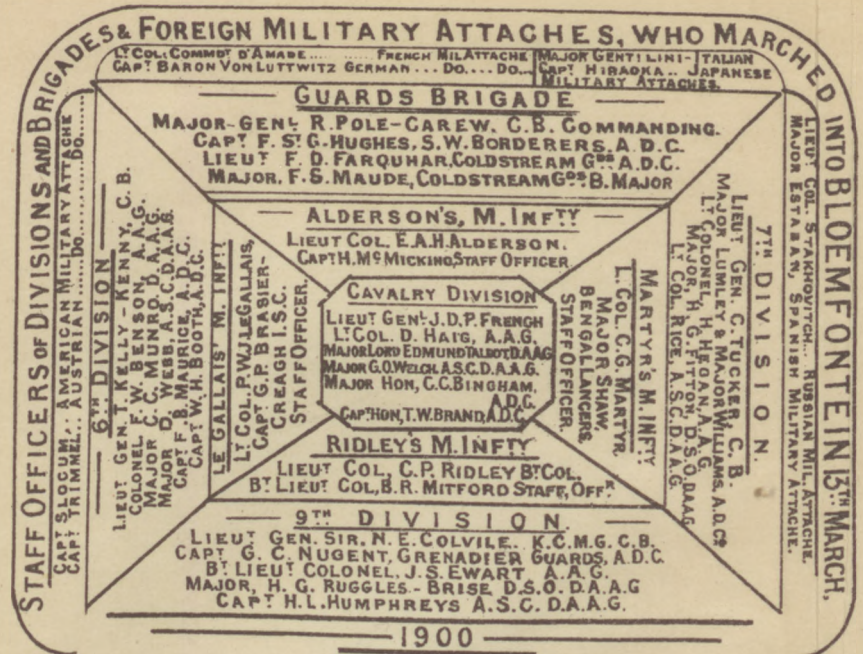 STAFF OFFICERS OF DIVISIONS AND BRIGADES & FOREIGN MILITARY ATTACHES, WHO MARCHED INTO BLOEMFONTEIN 13TH MARCH,
LT COL: COMMDT D'AMADE ......... FRENCH MIL ATTACHE
CAPT BARON VON LUTTWITZ GERMAN ... DO.... DO...
MAJOR GENTILINI - ITALIAN
CAPT HIRAOKA .. JAPANESE
MILITARY ATTACHES.
CAPT SLOCUM.. AMERICAN MILITARY ATTACHE
CAPT TRIMMEL.. AUSTRIAN ...... DO ...... DO...
LIEUT COL. STAKHOVITCH... RUSSIAN MIL. ATTACHE.
MAJOR ESTABAN, SPANISH MILITARY ATTACHE.
GUARDS BRIGADE
MAJOR-GENL R. POLE-CAREW. C.B. COMMANDING.
CAPT F. ST G. HUGHES, S.W. BORDERERS, A.D.C.
LIEUT F. D. FARQUHAR, COLDSTREAM GDS A.D.C.
MAJOR. F. S. MAUDE, COLDSTREAM GDS B. MAJOR
6TH DIVISION
LIEUT GEN. T. KELLY-KENNY, C. B.
COLONEL F. W. BENSON, A.A.G.
MAJOR C. C. MUNRO. D.A.A.G.
MAJOR D. WEBB, A.S.C. D.A.A.G.
CAPT F. B. MAURICE, A.D.C.
CAPT W. H. BOOTH, A.D.C.
ALDERSON'S, M. INFTY
LIEUT COL. E.A.H. ALDERSON.
CAPT H. MC MICKING, STAFF OFFICER
LE GALLAIS' M. INFTY
LT COL. P.W.J. LE GALLAIS,
CAPT G. P. BRASIER-
CREAGH I.S.C.
STAFF OFFICER.
CAVALRY DIVISION
LIEUT GENL J.D.P. FRENCH
LT COL. D. HAIG, A.A.G.
MAJOR LORD EDMUND TALBOT D.A.A.G
MAJOR G.O. WELCH. A.S.C. D.A.A.G.
MAJOR HON, C.C. BINGHAM,
A.D.C.
CAPT HON, T.W. BRAND, A.D.C.
MARTYR'S M. INFTY
L. COL. C. G. MARTYR.
MAJOR SHAW,
BENGAL LANCERS,
STAFF OFFICER.
7TH DIVISION.
LIEUT GEN. C. TUCKER, C. B.
MAJOR LUMLEY & MAJOR WILLIAMS. A.D.CS
LT COLONEL, H. HEGAN, A.A.G.
MAJOR, H. G. FITTON, D.S.O. D.A.A.G
LT COL. RICE, A.S.C. D.A.A.G.
RIDLEY'S M. INFTY
LIEUT COL, C.P. RIDLEY BT COL.
BT LIEUT COL, B.R. MITFORD STAFF, OFFR
9TH DIVISION.
LIEUT GEN. SIR. N. E. COLVILE.. K.C.M.G. C.B.
CAPT G. C. NUGENT, GRENADIER GUARDS, A.D.C.
BT LIEUT COLONEL, J. S. EWART A.A.G.
MAJOR, H. G. RUGGLES - BRISE D.S.O. D.A.A.G
CAPT H. L. HUMPHREYS A.S.C. D.A.A.G.
1900